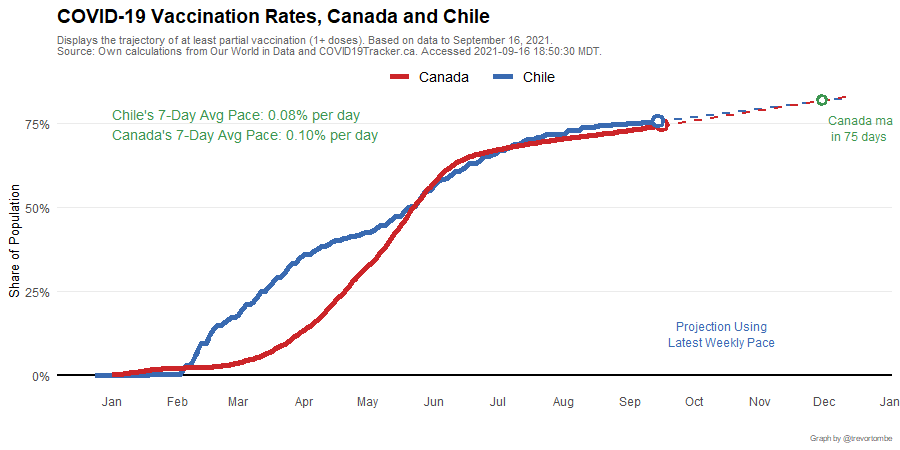 COVID-19 Vaccination Rates, Canada and Chile
Displays the trajectory of at least partial vaccination (1+ doses). Based on data to September 16, 2021.
Source: Own calculations from Our World in Data and COVID19Tracker.ca. Accessed 2021-09-16 18:50:30 MDT.
Canada Chile
Chile's 7-Day Avg Pace: 0.08% per day
Canada's 7-Day Avg Pace: 0.10% per day
Canada ma
in 75 days
75%
50%
25%
0%
Share of Population
Projection Using
Latest Weekly Pace
Jan Feb Mar Apr May Jun Jul Aug Sep Oct Nov Dec Jan
Graph by @trevortombe